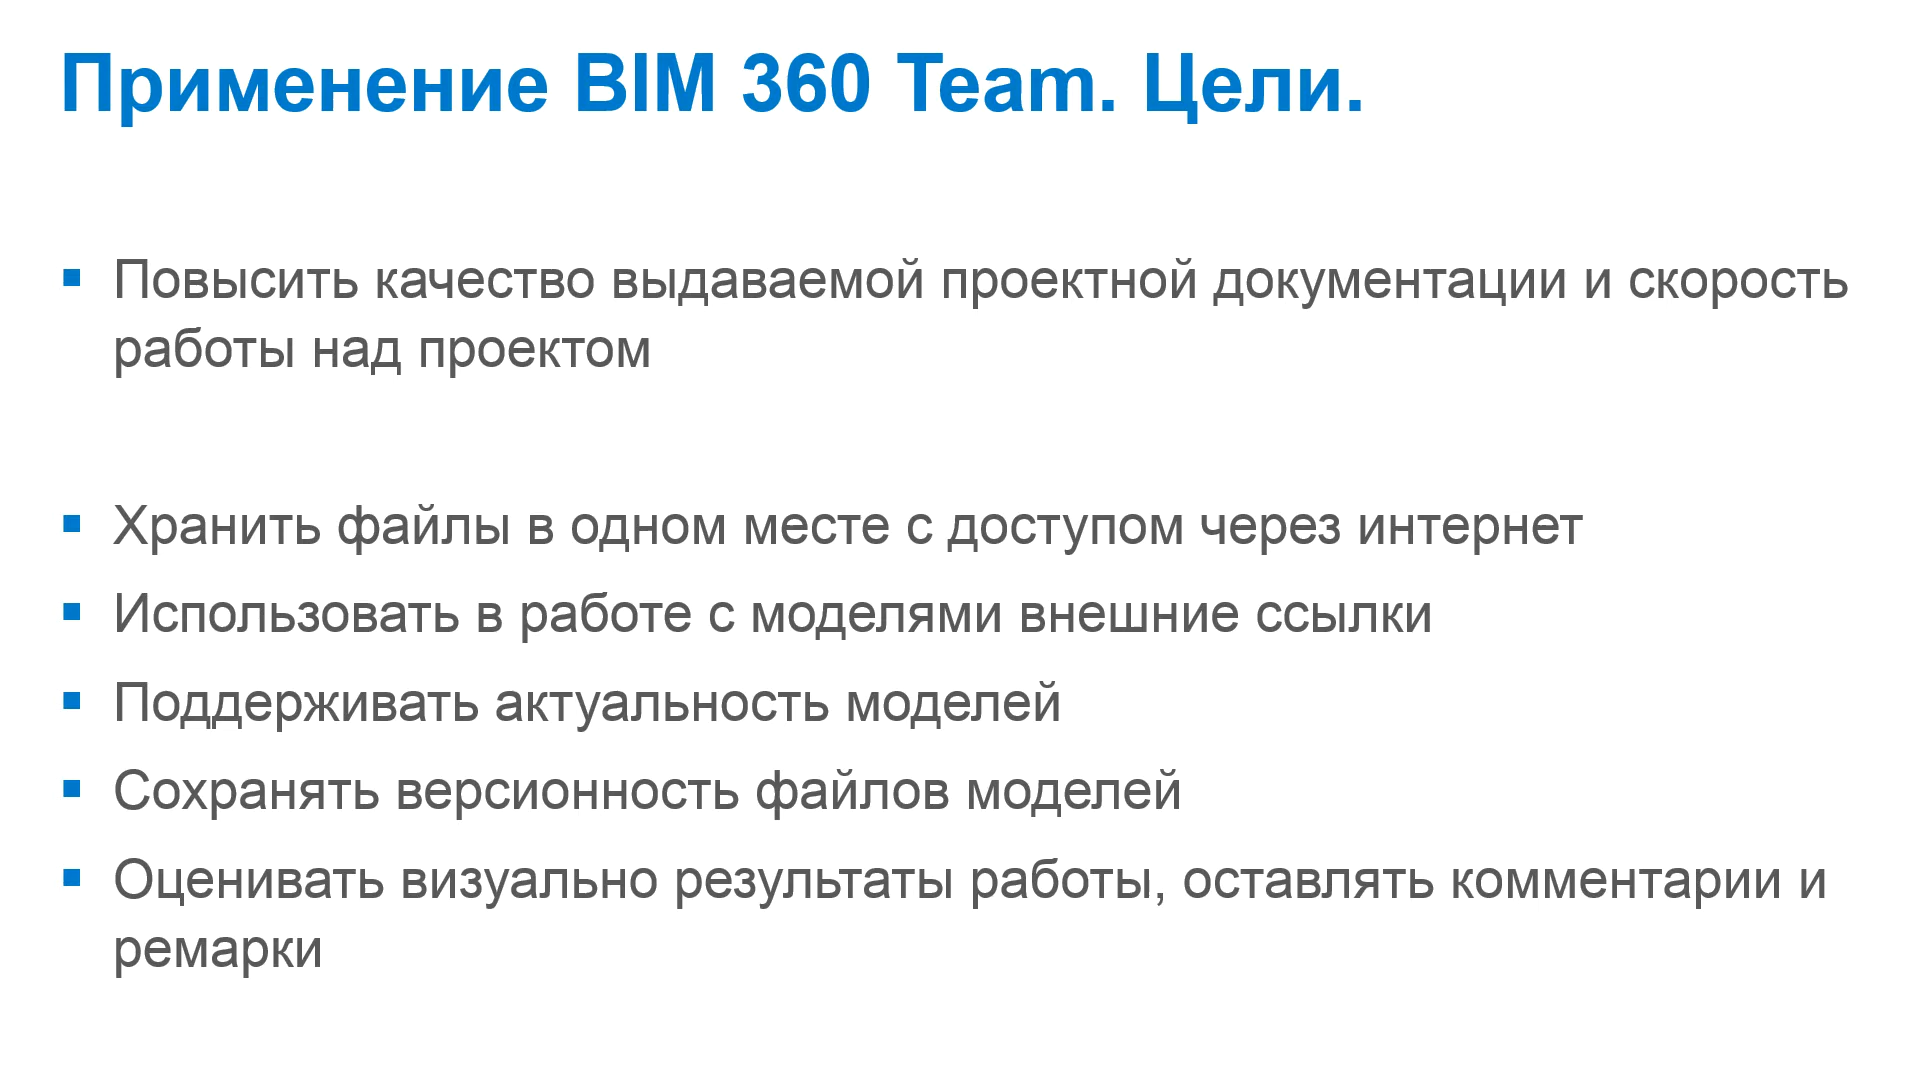 Применение BIM 360 Team. Цели.
▪ Повысить качество выдаваемой проектной документации и скорость
работы над проектом
▪ Хранить файлы в одном месте с доступом через интернет
▪ Использовать в работе с моделями внешние ссылки
▪ Поддерживать актуальность моделей
▪ Сохранять версионность файлов моделей
▪ Оценивать визуально результаты работы, оставлять комментарии и
ремарки